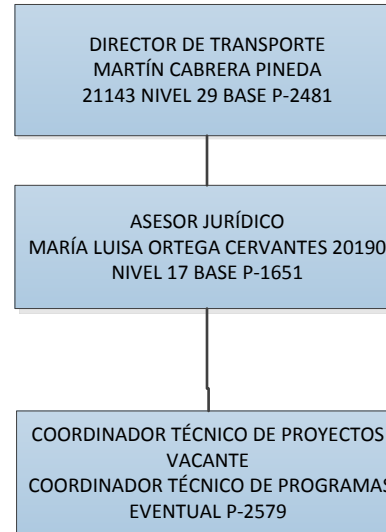 DIRECTOR DE TRANSPORTE
MARTÍN CABRERA PINEDA
21143 NIVEL 29 BASE P-2481
ASESOR JURÍDICO
MARÍA LUISA ORTEGA CERVANTES 20190
NIVEL 17 BASE P-1651
COORDINADOR TÉCNICO DE PROYECTOS
VACANTE
COORDINADOR TÉCNICO DE PROGRAMAS
EVENTUAL P-2579